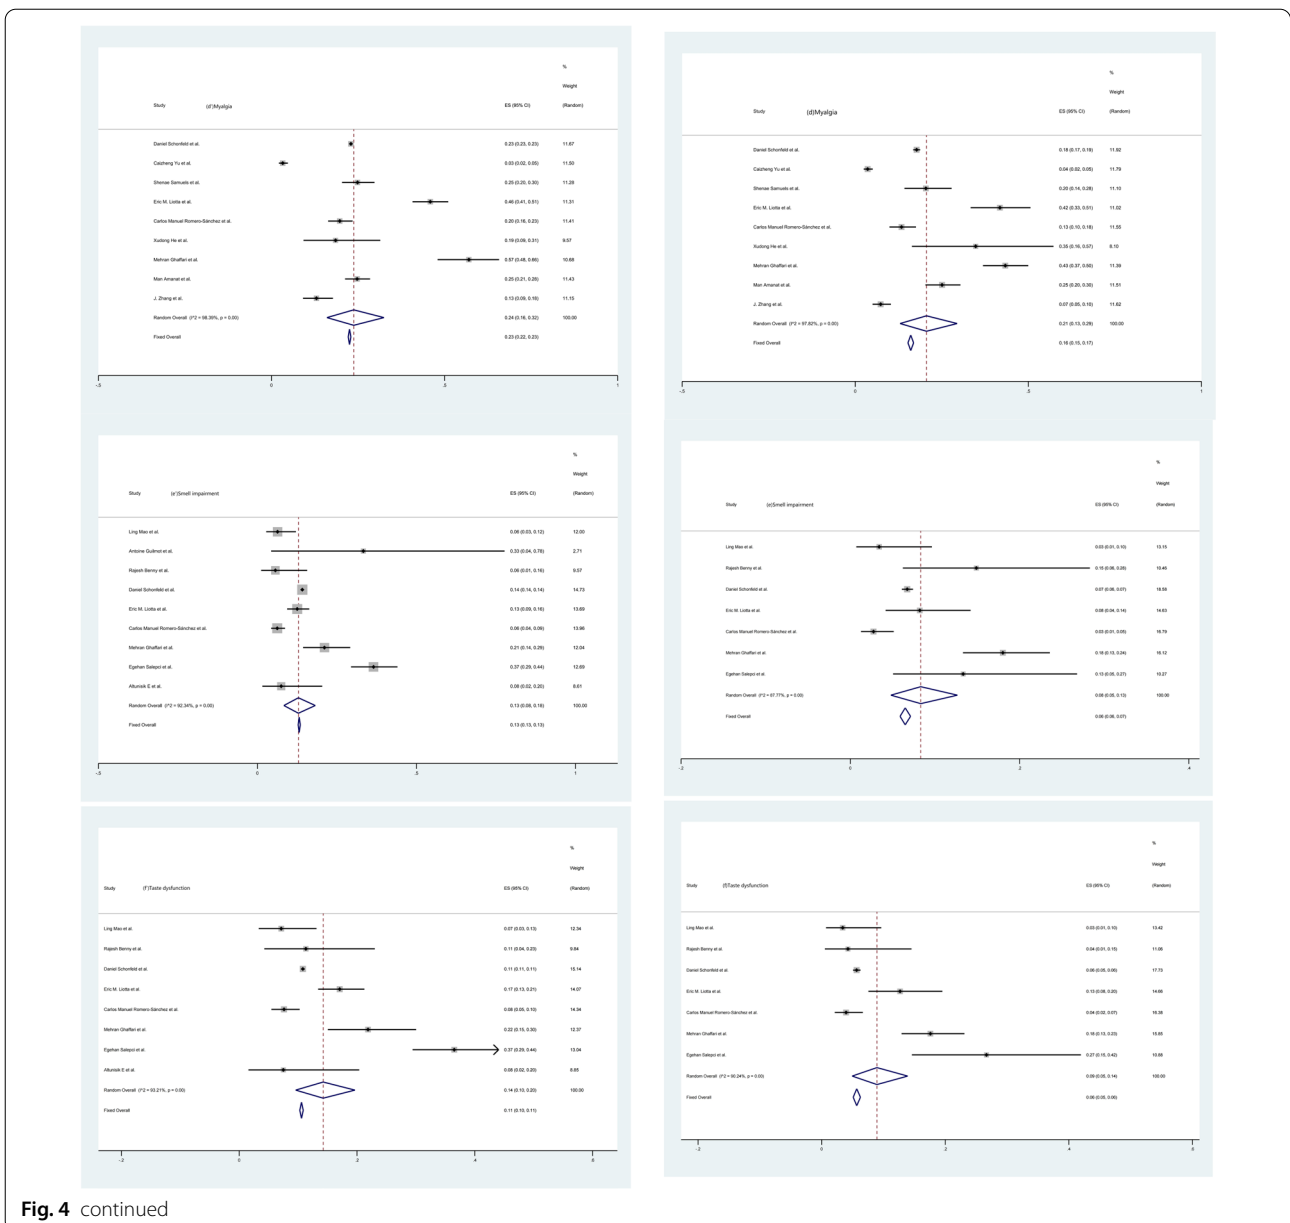 %
Weight
Study (d')Myalgia ES (95% CI) (Random)
Daniel Schonfeld et al. 0.23 (0.23, 0.23) 11.67
Caizheng Yu et al. 0.03 (0.02, 0.05) 11.50
Shenae Samuels et al. 0.25 (0.20, 0.30) 11.28
Eric M. Liotta et al. 0.46 (0.41, 0.51) 11.31
Carlos Manuel Romero-Sánchez et al. 0.20 (0.16, 0.23) 11.41
Xudong He et al. 0.19 (0.09, 0.31) 9.57
Mehran Ghaffari et al. 0.57 (0.48, 0.66) 10.68
Man Amanat et al. 0.25 (0.21, 0.28) 11.43
J. Zhang et al. 0.13 (0.09, 0.18) 11.15
Random Overall (I^2 = 98.39%, p = 0.00) 0.24 (0.16, 0.32) 100.00
Fixed Overall 0.23 (0.22, 0.23)
-.5 0 .5 1
%
Weight
Study (d)Myalgia ES (95% CI) (Random)
Daniel Schonfeld et al. 0.18 (0.17, 0.19) 11.92
Caizheng Yu et al. 0.04 (0.02, 0.05) 11.79
Shenae Samuels et al. 0.20 (0.14, 0.28) 11.10
Eric M. Liotta et al. 0.42 (0.33, 0.51) 11.02
Carlos Manuel Romero-Sánchez et al. 0.13 (0.10, 0.18) 11.55
Xudong He et al. 0.35 (0.16, 0.57) 8.10
Mehran Ghaffari et al. 0.43 (0.37, 0.50) 11.39
Man Amanat et al. 0.25 (0.20, 0.30) 11.51
J. Zhang et al. 0.07 (0.05, 0.10) 11.62
Random Overall (I^2 = 97.82%, p = 0.00) 0.21 (0.13, 0.29) 100.00
Fixed Overall 0.16 (0.15, 0.17)
-.5 0 .5 1
%
Weight
Study (e')Smell impairment ES (95% CI) (Random)
Ling Mao et al. 0.06 (0.03, 0.12) 12.00
Antoine Guilmot et al. 0.33 (0.04, 0.78) 2.71
Rajesh Benny et al. 0.06 (0.01, 0.16) 9.57
Daniel Schonfeld et al. 0.14 (0.14, 0.14) 14.73
Eric M. Liotta et al. 0.13 (0.09, 0.16) 13.69
Carlos Manuel Romero-Sánchez et al. 0.06 (0.04, 0.09) 13.96
Mehran Ghaffari et al. 0.21 (0.14, 0.29) 12.04
Egehan Salepci et al. 0.37 (0.29, 0.44) 12.69
Altunisik E et al. 0.08 (0.02, 0.20) 8.61
Random Overall (I^2 = 92.34%, p = 0.00) 0.13 (0.08, 0.18) 100.00
Fixed Overall 0.13 (0.13, 0.13)
-.5 0 .5 1
%
Weight
Study (e)Smell impairment ES (95% CI) (Random)
Ling Mao et al. 0.03 (0.01, 0.10) 13.15
Rajesh Benny et al. 0.15 (0.06, 0.28) 10.46
Daniel Schonfeld et al. 0.07 (0.06, 0.07) 18.58
Eric M. Liotta et al. 0.08 (0.04, 0.14) 14.63
Carlos Manuel Romero-Sánchez et al. 0.03 (0.01, 0.05) 16.79
Mehran Ghaffari et al. 0.18 (0.13, 0.24) 16.12
Egehan Salepci et al. 0.13 (0.05, 0.27) 10.27
Random Overall (I^2 = 87.77%, p = 0.00) 0.08 (0.05, 0.13) 100.00
Fixed Overall 0.06 (0.06, 0.07)
-.2 0 .2 .4
%
Weight
Study (f')Taste dysfunction ES (95% CI) (Random)
Ling Mao et al. 0.07 (0.03, 0.13) 12.34
Rajesh Benny et al. 0.11 (0.04, 0.23) 9.84
Daniel Schonfeld et al. 0.11 (0.11, 0.11) 15.14
Eric M. Liotta et al. 0.17 (0.13, 0.21) 14.07
Carlos Manuel Romero-Sánchez et al. 0.08 (0.05, 0.10) 14.34
Mehran Ghaffari et al. 0.22 (0.15, 0.30) 12.37
Egehan Salepci et al. 0.37 (0.29, 0.44) 13.04
Altunisik E et al. 0.08 (0.02, 0.20) 8.85
Random Overall (I^2 = 93.21%, p = 0.00) 0.14 (0.10, 0.20) 100.00
Fixed Overall 0.11 (0.10, 0.11)
-.2 0 .2 .4 .6
%
Weight
Study (f)Taste dysfunction ES (95% CI) (Random)
Ling Mao et al. 0.03 (0.01, 0.10) 13.42
Rajesh Benny et al. 0.04 (0.01, 0.15) 11.06
Daniel Schonfeld et al. 0.06 (0.05, 0.06) 17.73
Eric M. Liotta et al. 0.13 (0.08, 0.20) 14.68
Carlos Manuel Romero-Sánchez et al. 0.04 (0.02, 0.07) 16.38
Mehran Ghaffari et al. 0.18 (0.13, 0.23) 15.85
Egehan Salepci et al. 0.27 (0.15, 0.42) 10.88
Random Overall (I^2 = 90.24%, p = 0.00) 0.09 (0.05, 0.14) 100.00
Fixed Overall 0.06 (0.05, 0.06)
-.2 0 .2 .4 .6
Fig. 4 continued